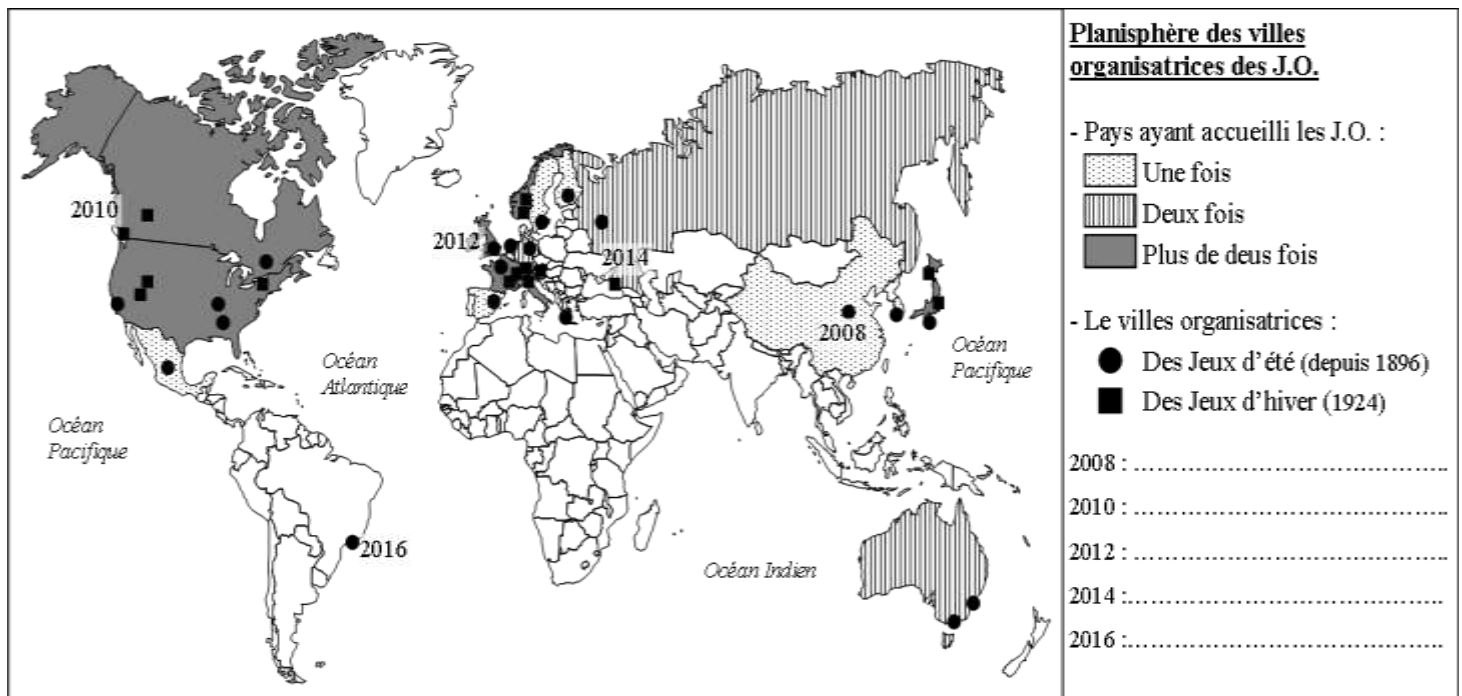 Planisphère des villes
organisatrices des J.O.
- Pays ayant accueilli les J.O. :
Une fois
Deux fois
Plus de deus fois
- Le villes organisatrices :
Des Jeux d'été (depuis 1896)
Des Jeux d'hiver (1924)
2008 : …………………………………..
2010 : …………………………………..
2012 : …………………………………..
2014 :…………………………………..
2016 :…………………………………..
2010
2012
2014
2008
Océan
Pacifique
Océan
Atlantique
Océan
Pacifique
2016
Océan Indien